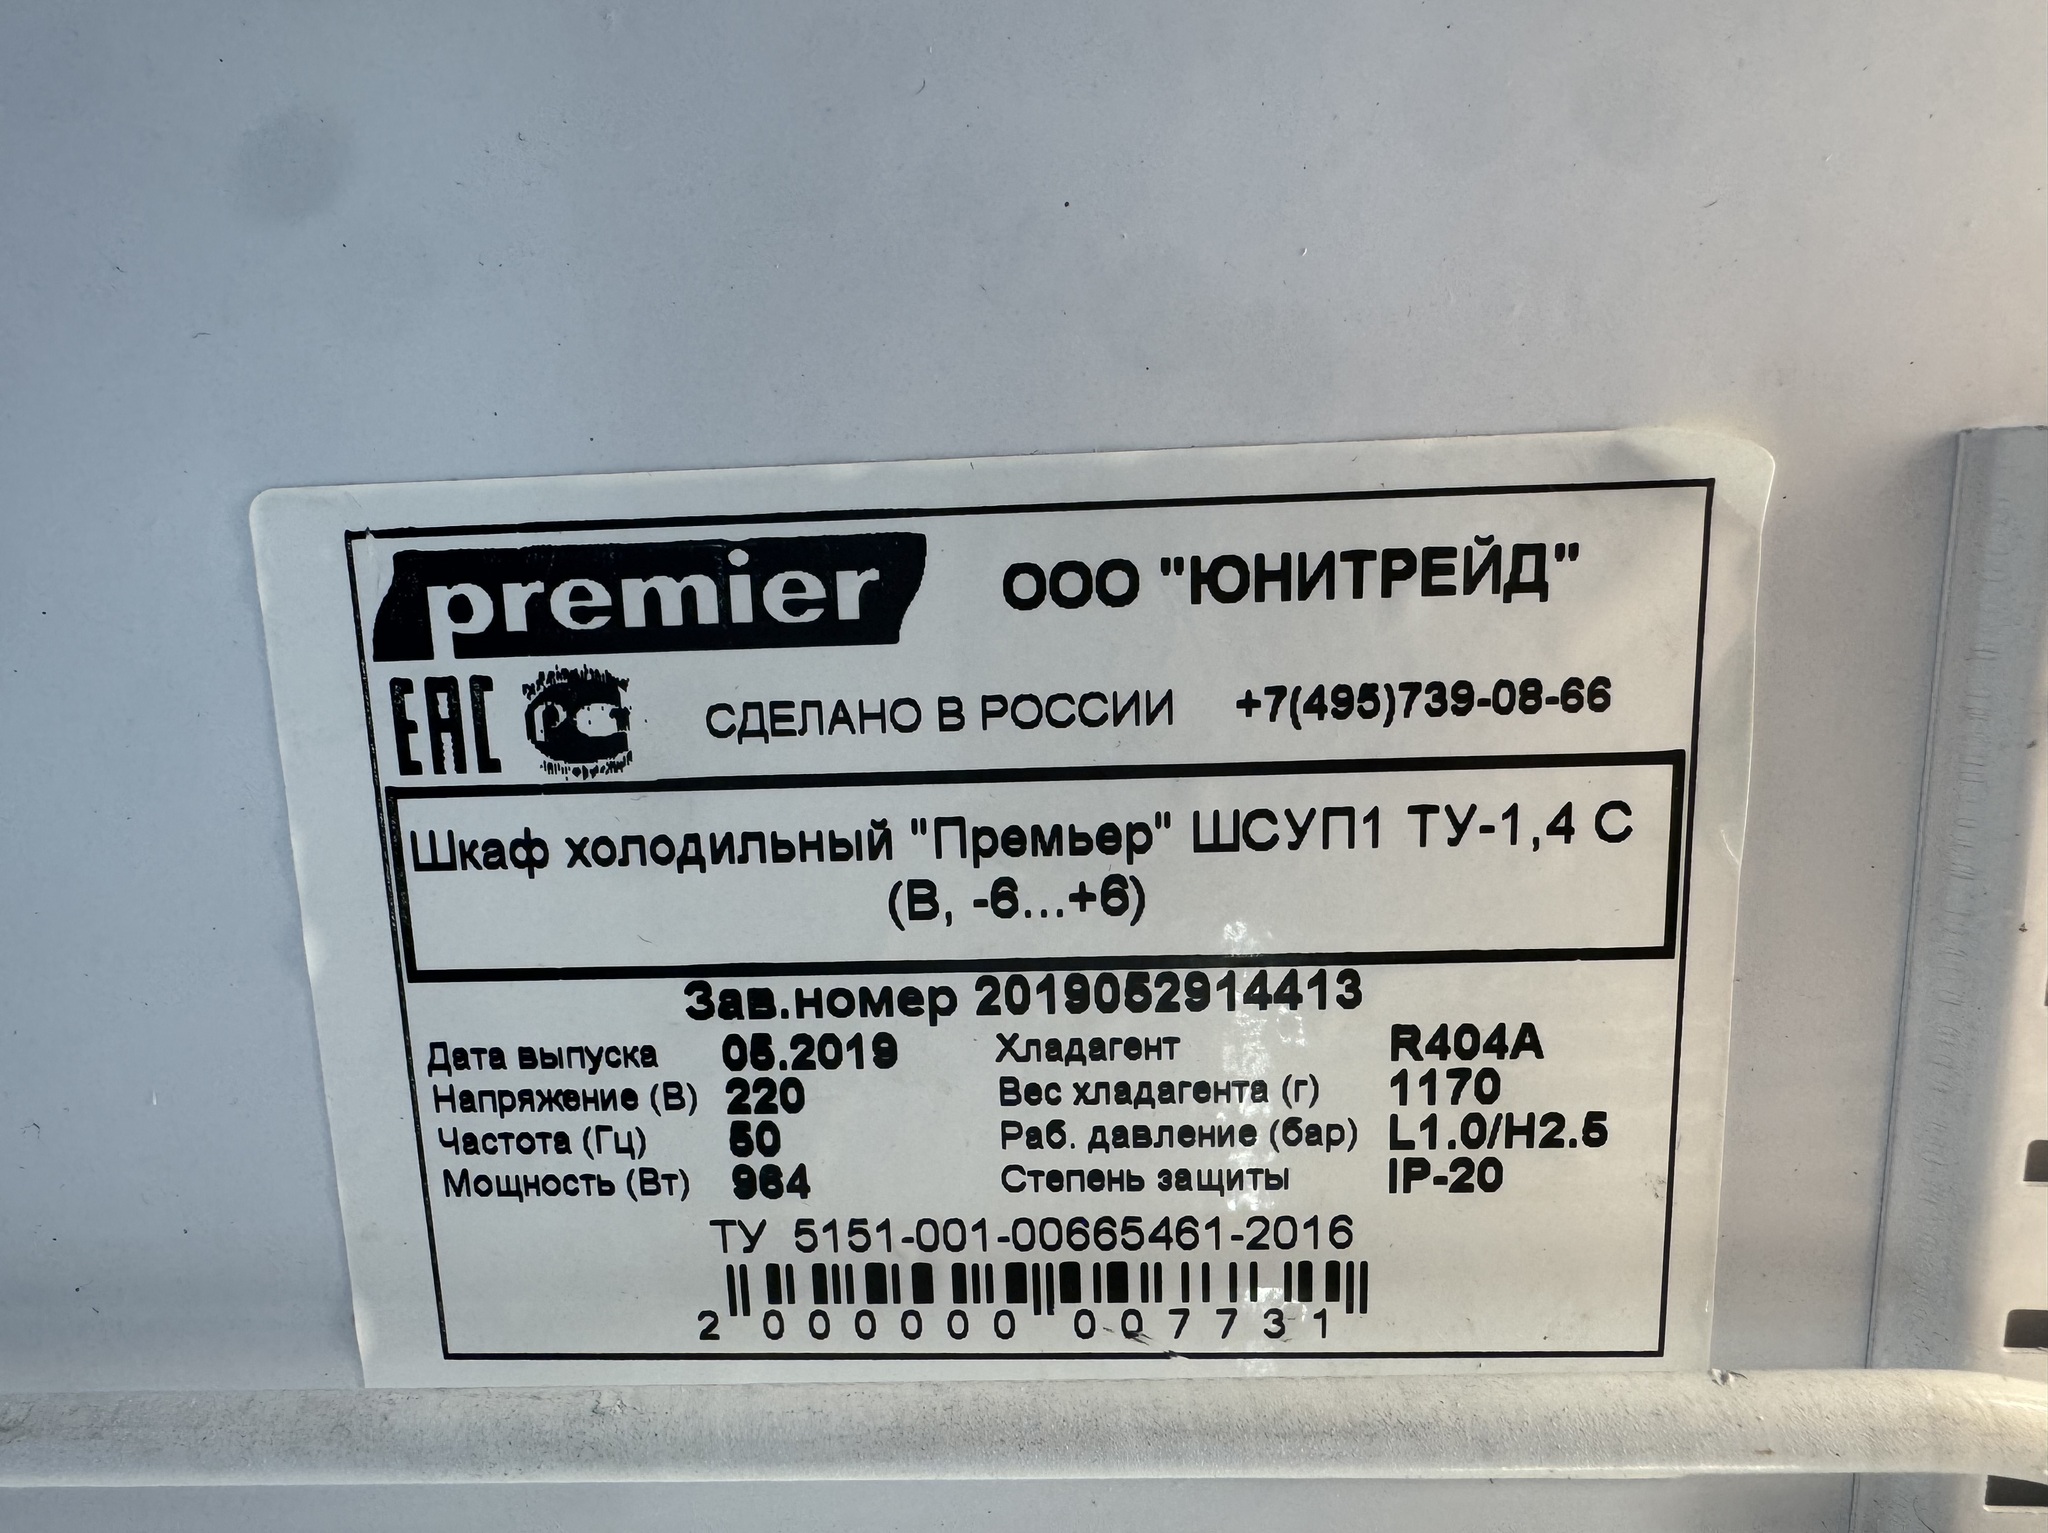 premier ООО "ЮНИТРЕЙД"
EAC РС СДЕЛАНО В РОССИИ +7(495)739-08-66
Шкаф холодильный "Премьер" ШСУП1 ТУ-1,4 С
(В, -6...+6)
Зав.номер 2019052914413
Дата выпуска 05.2019 Хладагент R404A
Напряжение (В) 220 Вес хладагента (г) 1170
Частота (Гц) 50 Раб. давление (бар) L1.0/H2.5
Мощность (Вт) 964 Степень защиты IP-20
ТУ 5151-001-00665461-2016
2 000000 007731